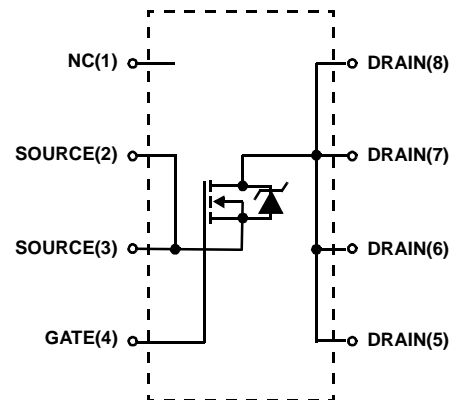 NC(1)
DRAIN(8)
SOURCE(2)
DRAIN(7)
SOURCE(3)
DRAIN(6)
GATE(4)
DRAIN(5)